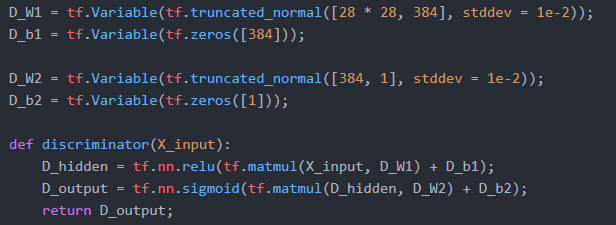 D_W1 = tf.Variable(tf.truncated_normal([28 * 28, 384], stddev = 1e-2));
D_b1 = tf.Variable(tf.zeros([384]));
D_W2 = tf.Variable(tf.truncated_normal([384, 1], stddev = 1e-2));
D_b2 = tf.Variable(tf.zeros([1]));
def discriminator(X_input):
    D_hidden = tf.nn.relu(tf.matmul(X_input, D_W1) + D_b1);
    D_output = tf.nn.sigmoid(tf.matmul(D_hidden, D_W2) + D_b2);
    return D_output;